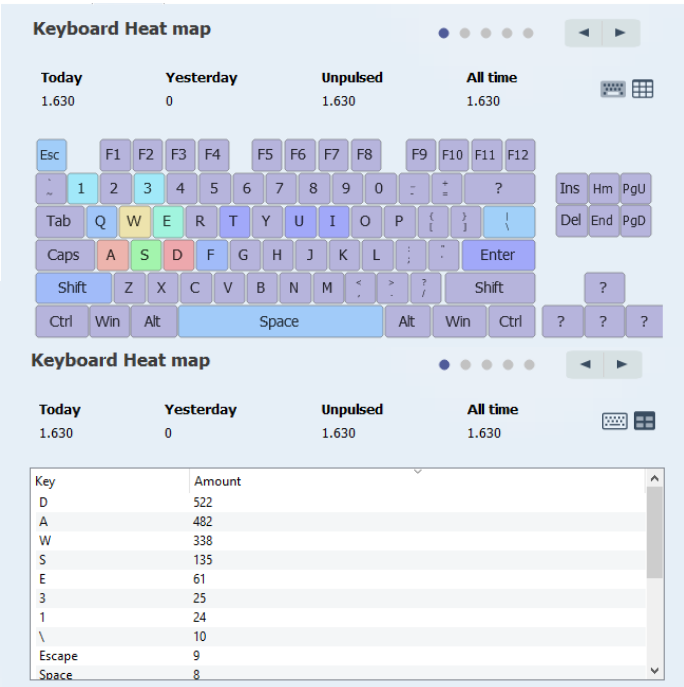 Keyboard Heat map
Today Yesterday Unpulsed All time
1.630 0 1.630 1.630
Esc F1 F2 F3 F4 F5 F6 F7 F8 F9 F10 F11 F12
` ~ 1 2 3 4 5 6 7 8 9 0 - _ + = ? Ins Hm PgU
Tab Q W E R T Y U I O P { [ } ] | \ Del End PgD
Caps A S D F G H J K L : ; " ' Enter
Shift Z X C V B N M < , > . ? / Shift ?
Ctrl Win Alt Space Alt Win Ctrl ? ? ?
Keyboard Heat map
Today Yesterday Unpulsed All time
1.630 0 1.630 1.630
Key Amount
D 522
A 482
W 338
S 135
E 61
3 25
1 24
\ 10
Escape 9
Space 8